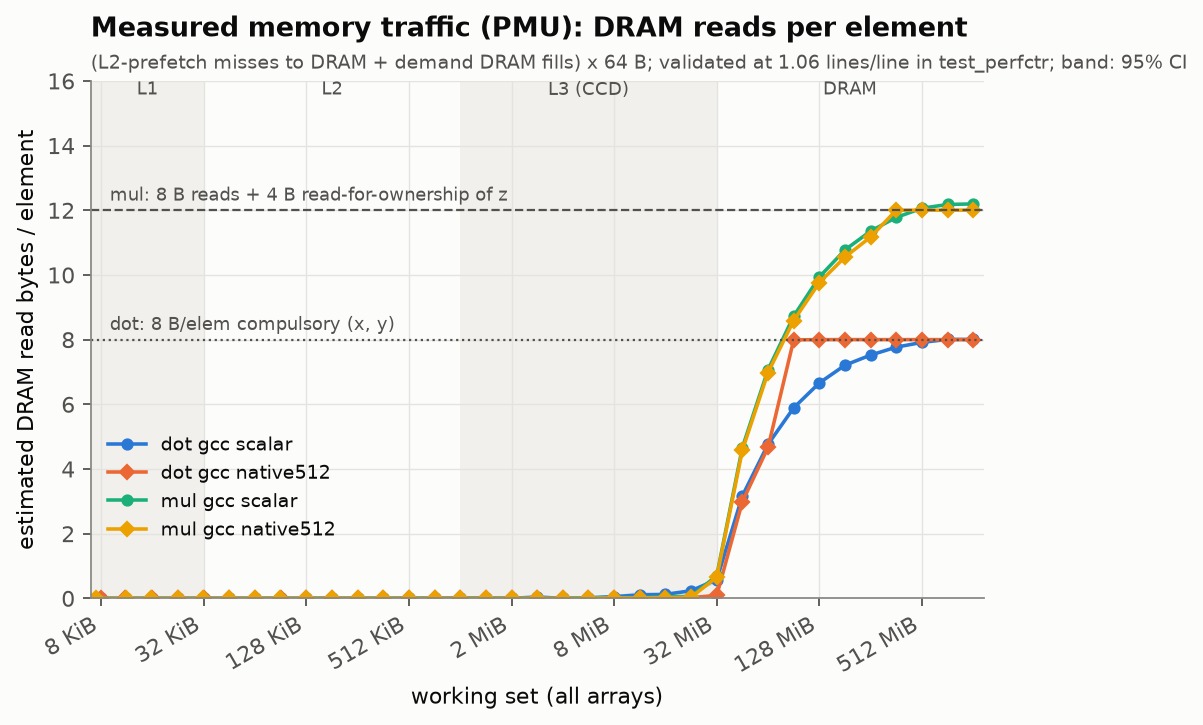 Measured memory traffic (PMU): DRAM reads per element
(L2-prefetch misses to DRAM + demand DRAM fills) x 64 B; validated at 1.06 lines/line in test_perfctr; band: 95% CI
L1 L2 L3 (CCD) DRAM
16
14
12
10
8
6
4
2
0
estimated DRAM read bytes / element
mul: 8 B reads + 4 B read-for-ownership of z
dot: 8 B/elem compulsory (x, y)
dot gcc scalar
dot gcc native512
mul gcc scalar
mul gcc native512
8 KiB 32 KiB 128 KiB 512 KiB 2 MiB 8 MiB 32 MiB 128 MiB 512 MiB
working set (all arrays)